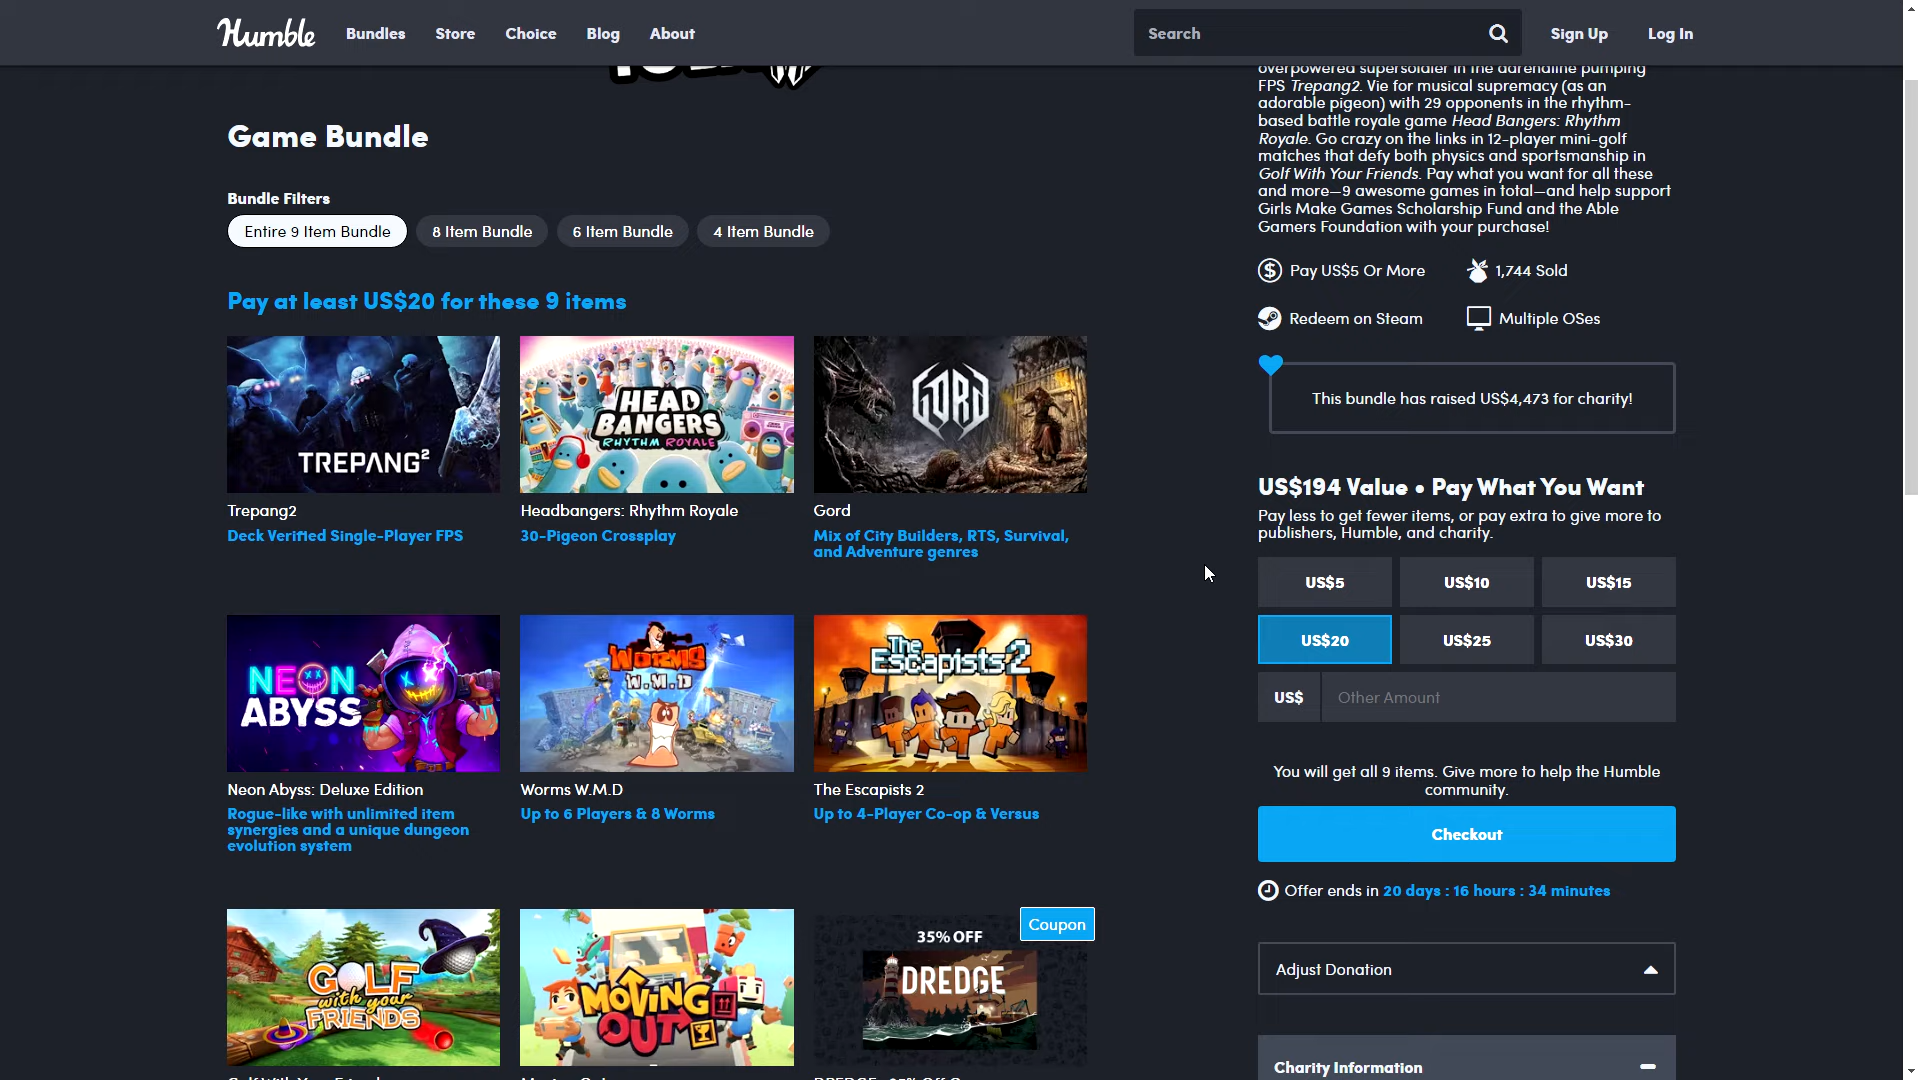 Humble
Bundles
Store
Choice
Blog
About
Search
Sign Up
Log In
Game Bundle
Bundle Filters
Entire 9 Item Bundle
8 Item Bundle
6 Item Bundle
4 Item Bundle
Pay at least US$20 for these 9 items
TREPANG²
Trepang2
Deck Verified Single-Player FPS
HEAD
BANGERS
RHYTHM ROYALE
Headbangers: Rhythm Royale
30-Pigeon Crossplay
GORD
Gord
Mix of City Builders, RTS, Survival,
and Adventure genres
NEON
ABYSS
Neon Abyss: Deluxe Edition
Rogue-like with unlimited item
synergies and a unique dungeon
evolution system
WORMS
W.M.D
Worms W.M.D
Up to 6 Players & 8 Worms
The
Escapists 2
The Escapists 2
Up to 4-Player Co-op & Versus
GOLF
with your
FRIENDS
MOVING
OUT
Coupon
35% OFF
DREDGE
overpowered supersoldier in the adrenaline pumping
FPS Trepang2. Vie for musical supremacy (as an
adorable pigeon) with 29 opponents in the rhythm-
based battle royale game Head Bangers: Rhythm
Royale. Go crazy on the links in 12-player mini-golf
matches that defy both physics and sportsmanship in
Golf With Your Friends. Pay what you want for all these
and more—9 awesome games in total—and help support
Girls Make Games Scholarship Fund and the Able
Gamers Foundation with your purchase!
Pay US$5 Or More
1,744 Sold
Redeem on Steam
Multiple OSes
This bundle has raised US$4,473 for charity!
US$194 Value • Pay What You Want
Pay less to get fewer items, or pay extra to give more to
publishers, Humble, and charity.
US$5
US$10
US$15
US$20
US$25
US$30
US$
Other Amount
You will get all 9 items. Give more to help the Humble
community.
Checkout
Offer ends in 20 days : 16 hours : 34 minutes
Adjust Donation
Charity Information